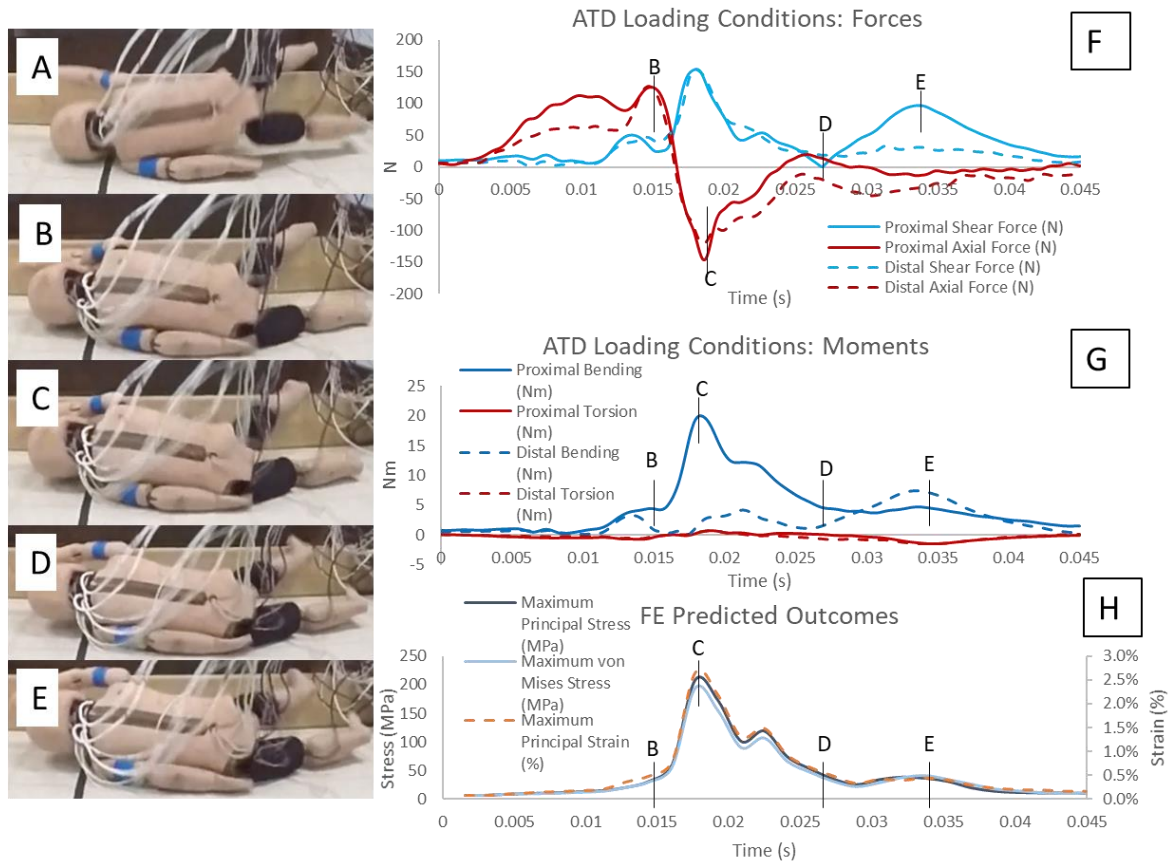 A
B
C
D
E
ATD Loading Conditions: Forces
F
200
150
100
50
0
-50
-100
-150
-200
N
B
C
D
E
0
0.005
0.01
0.015
0.02
0.025
0.03
0.035
0.04
0.045
Proximal Shear Force (N)
Proximal Axial Force (N)
Distal Shear Force (N)
Distal Axial Force (N)
Time (s)
ATD Loading Conditions: Moments
G
Proximal Bending
(Nm)
Proximal Torsion
(Nm)
Distal Bending
(Nm)
Distal Torsion
(Nm)
25
20
15
10
5
0
-5
Nm
B
C
D
E
0
0.005
0.01
0.015
0.02
0.025
0.03
0.035
0.04
0.045
Time (s)
FE Predicted Outcomes
H
Maximum
Principal Stress
(MPa)
Maximum von
Mises Stress
(MPa)
Maximum
Principal Strain
(%)
250
200
150
100
50
0
Stress (MPa)
B
C
D
E
3.0%
2.5%
2.0%
1.5%
1.0%
0.5%
0.0%
Strain (%)
0
0.005
0.01
0.015
0.02
0.025
0.03
0.035
0.04
0.045
Time (s)